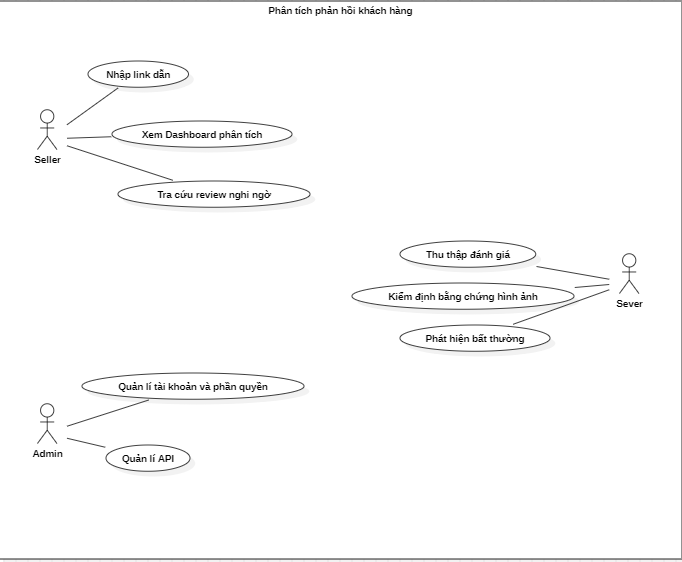 Phân tích phản hồi khách hàng
Nhập link dẫn
Xem Dashboard phân tích
Seller
Tra cứu review nghi ngờ
Thu thập đánh giá
Kiểm định bằng chứng hình ảnh
Sever
Phát hiện bất thường
Quản lí tài khoản và phần quyền
Admin
Quản lí API